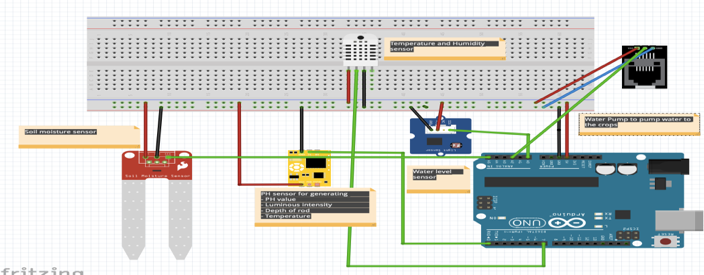 Temperature and Humidity
sensor
Water Pump to pump water to
the crops
Soil moisture sensor
Soil Moisture Sensor
Water level
sensor
PH sensor for generating
- PH value
- Luminous intensity
- Depth of rod
- Temperature
UNO
Arduino
fritzing